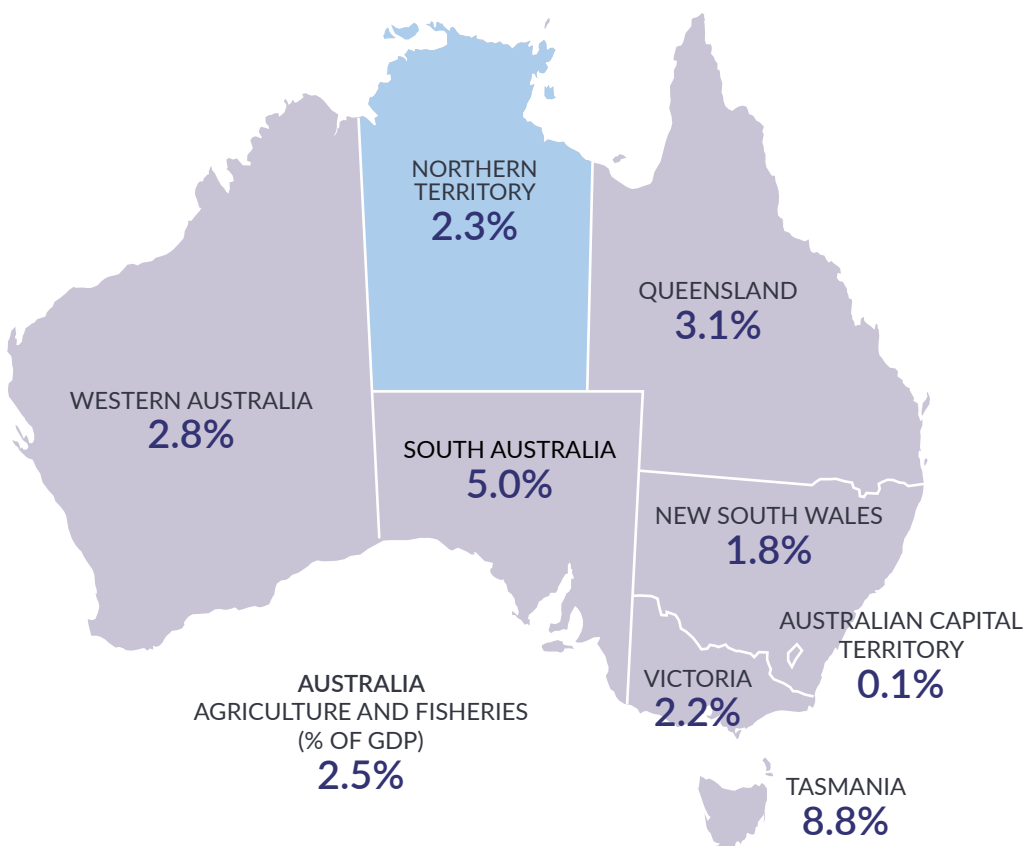 NORTHERN
TERRITORY
2.3%
QUEENSLAND
3.1%
WESTERN AUSTRALIA
2.8%
SOUTH AUSTRALIA
5.0%
NEW SOUTH WALES
1.8%
AUSTRALIAN CAPITAL
TERRITORY
0.1%
VICTORIA
2.2%
AUSTRALIA
AGRICULTURE AND FISHERIES
(% OF GDP)
2.5%
TASMANIA
8.8%